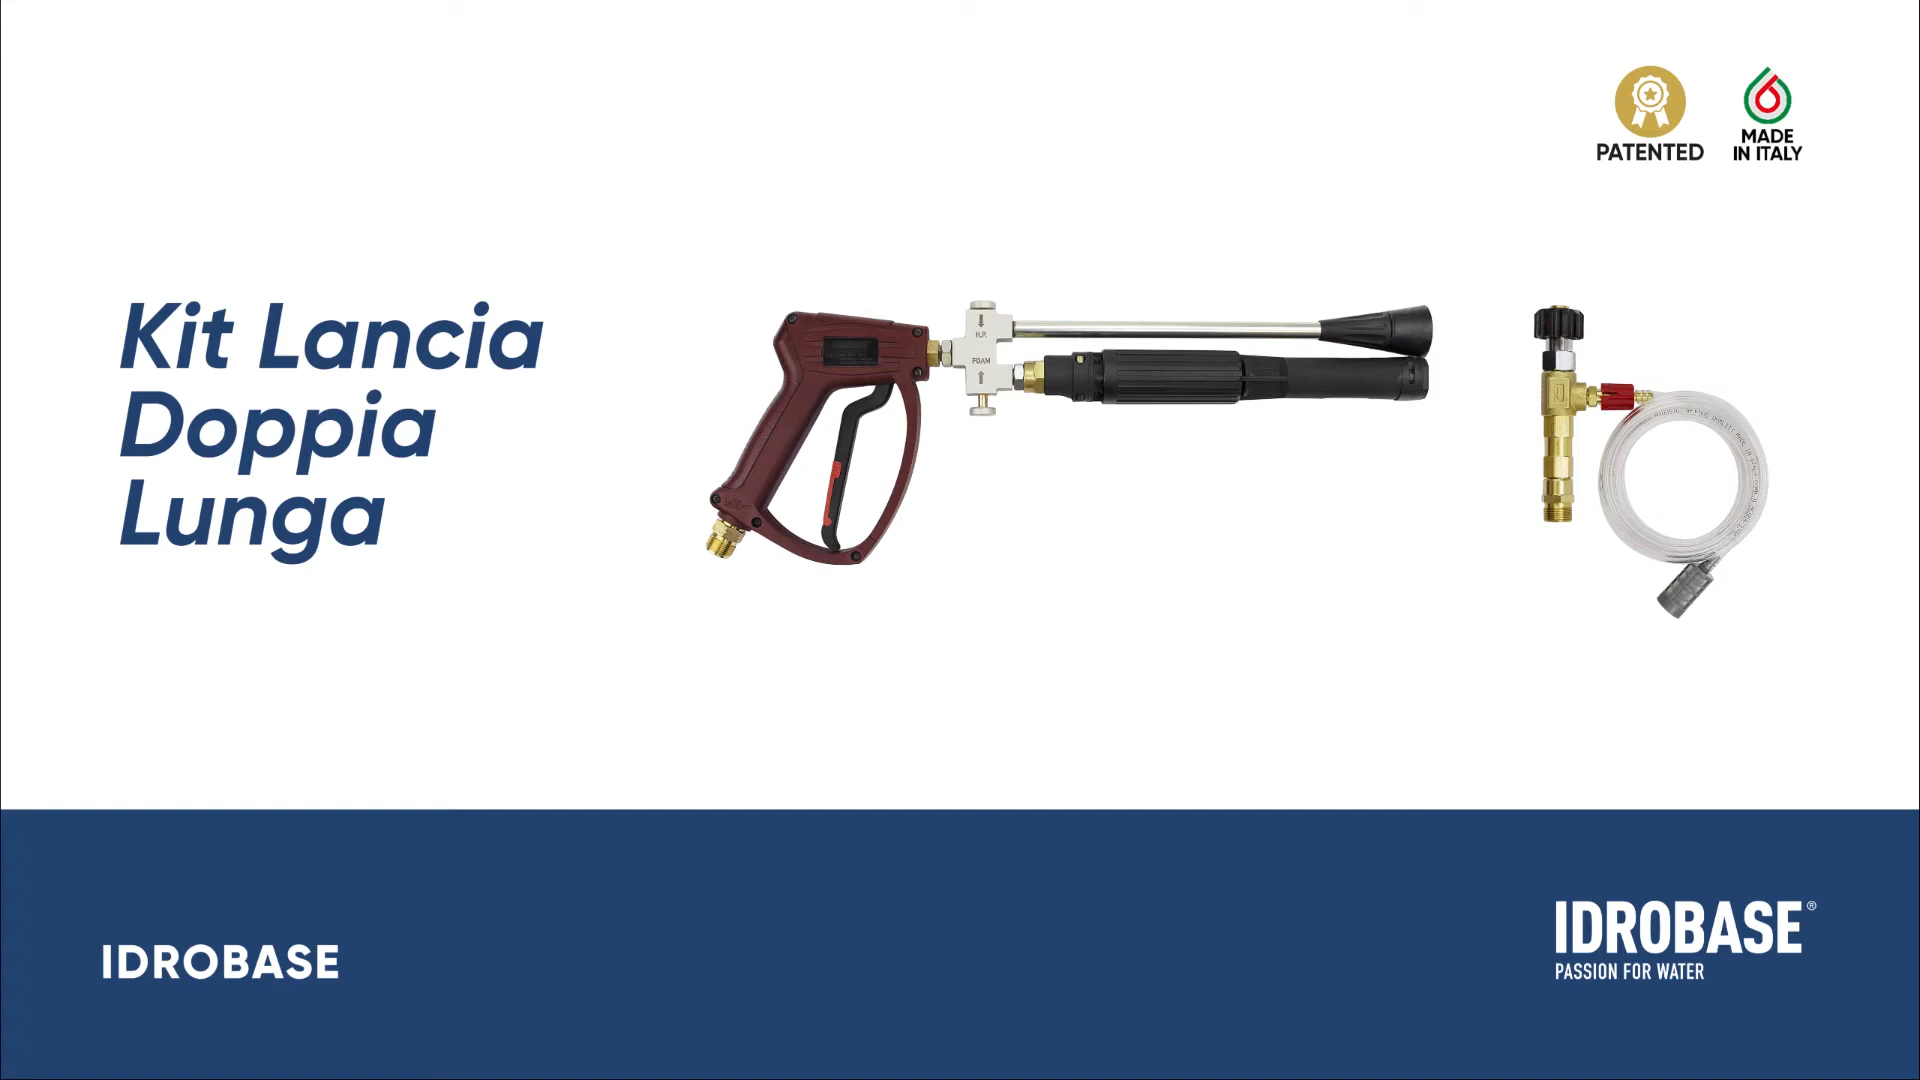 PATENTED
MADE
IN ITALY
Kit Lancia
Doppia
Lunga
H.P.
FOAM
IDROBASE
IDROBASE®
PASSION FOR WATER